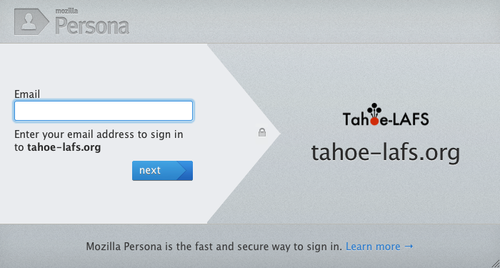 mozilla
Persona
Email
Enter your email address to sign in
to tahoe-lafs.org
next
Tahoe-LAFS
tahoe-lafs.org
Mozilla Persona is the fast and secure way to sign in. Learn more →